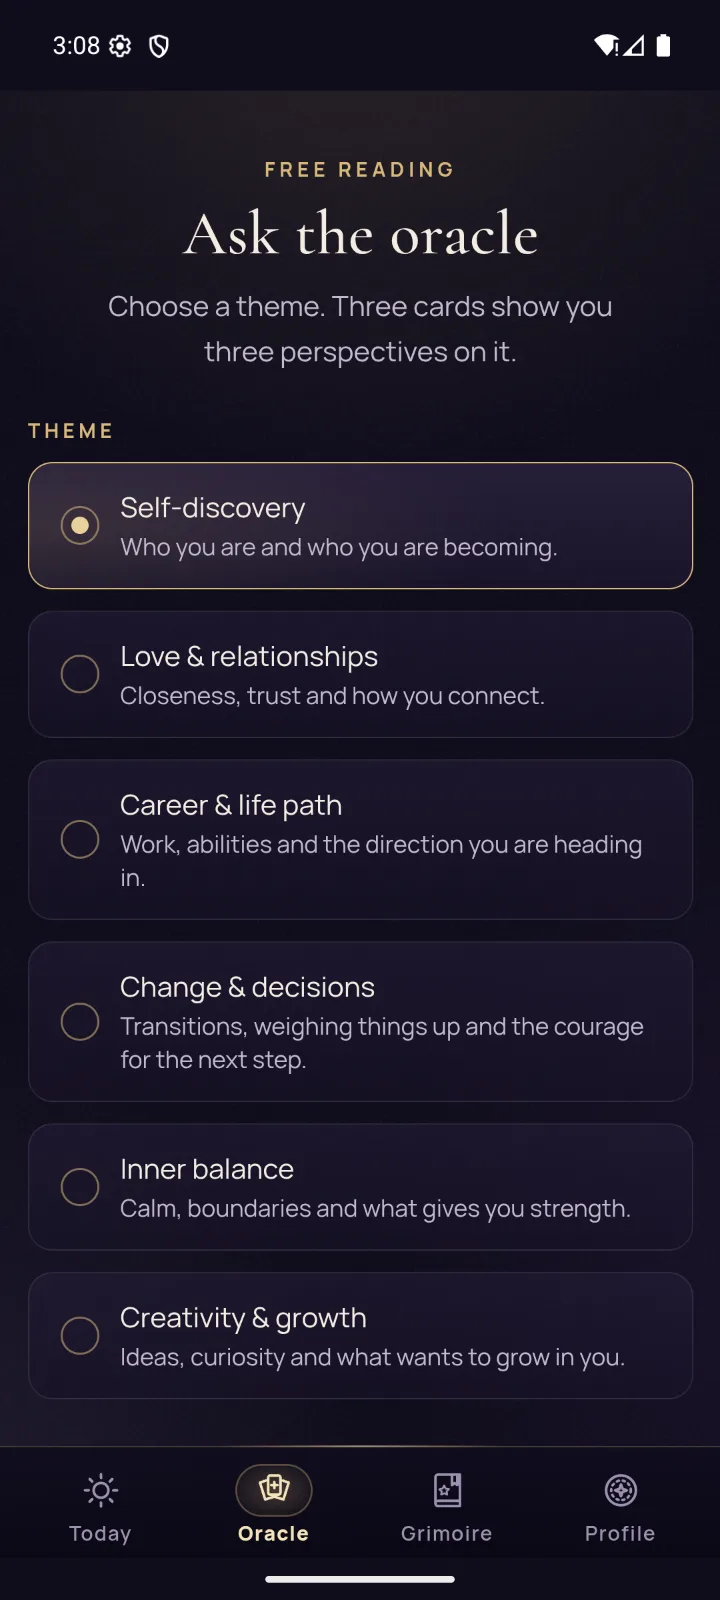 3:08
FREE READING
Ask the oracle
Choose a theme. Three cards show you
three perspectives on it.
THEME
Self-discovery
Who you are and who you are becoming.
Love & relationships
Closeness, trust and how you connect.
Career & life path
Work, abilities and the direction you are heading
in.
Change & decisions
Transitions, weighing things up and the courage
for the next step.
Inner balance
Calm, boundaries and what gives you strength.
Creativity & growth
Ideas, curiosity and what wants to grow in you.
Today
Oracle
Grimoire
Profile